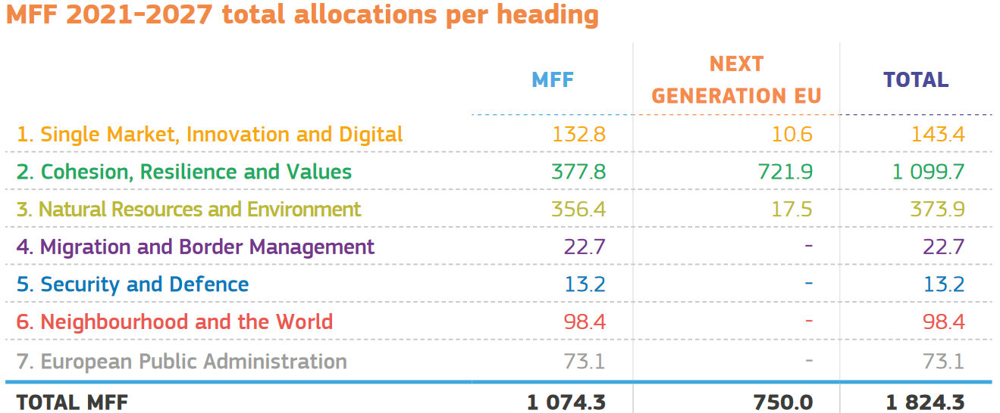 MFF 2021-2027 total allocations per heading
MFF NEXT GENERATION EU TOTAL
1. Single Market, Innovation and Digital 132.8 10.6 143.4
2. Cohesion, Resilience and Values 377.8 721.9 1 099.7
3. Natural Resources and Environment 356.4 17.5 373.9
4. Migration and Border Management 22.7 - 22.7
5. Security and Defence 13.2 - 13.2
6. Neighbourhood and the World 98.4 - 98.4
7. European Public Administration 73.1 - 73.1
TOTAL MFF 1 074.3 750.0 1 824.3